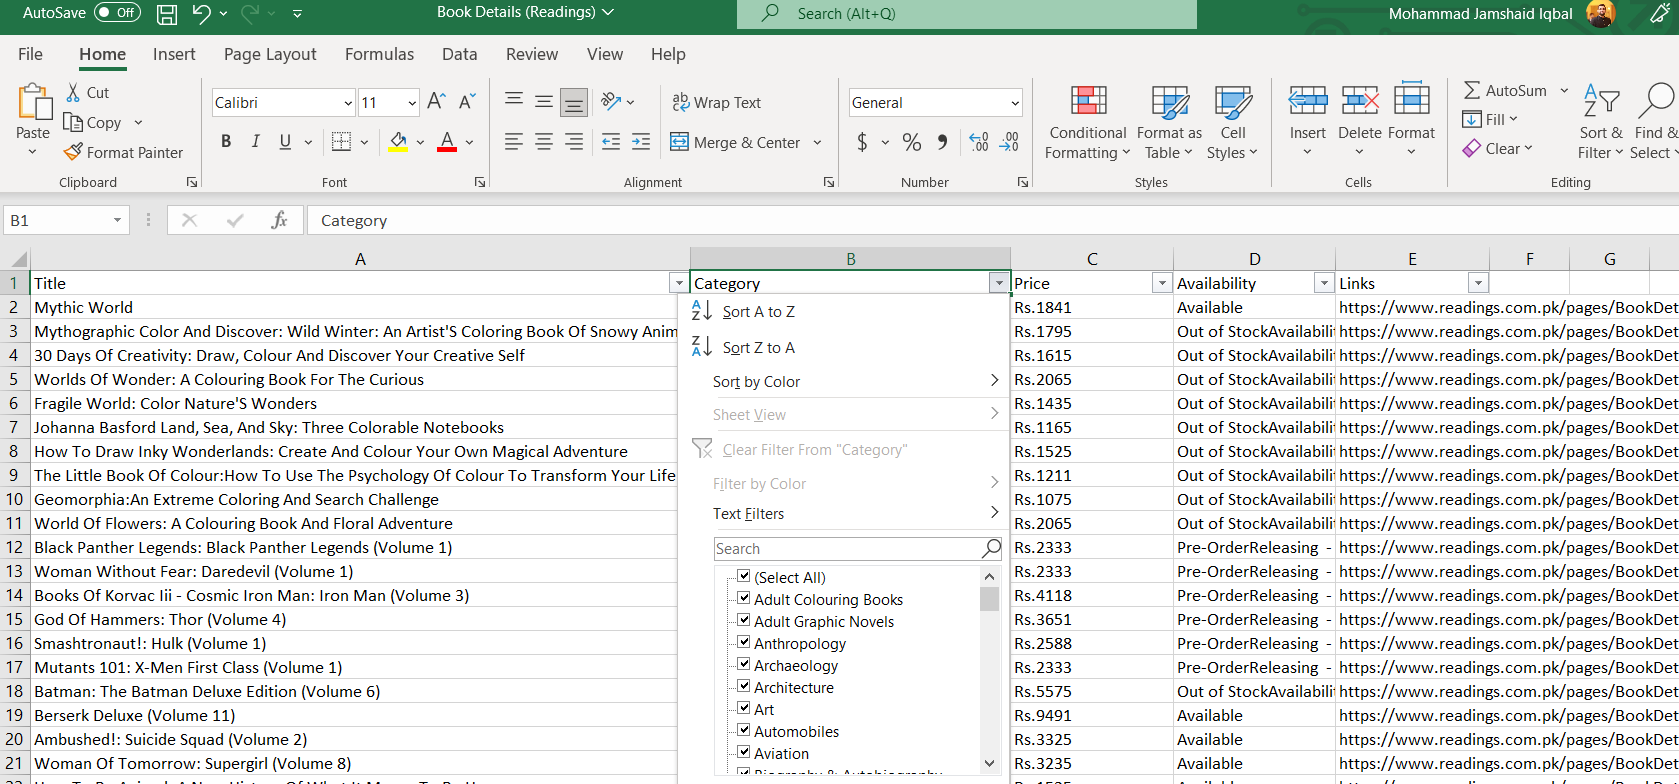 AutoSave Off Book Details (Readings) Search (Alt+Q) Mohammad Jamshaid Iqbal
File Home Insert Page Layout Formulas Data Review View Help
Paste Cut Copy Format Painter
Clipboard
Calibri 11 A A
B I U A
Font
ab Wrap Text
Merge & Center
Alignment
General
$ % , .00 .00
Number
Conditional Formatting Format as Table Cell Styles
Styles
Insert Delete Format
Cells
AutoSum Fill Clear Sort & Filter Find & Select
Editing
B1 fx Category
A B C D E F G
1 Title Category Price Availability Links
2 Mythic World Rs.1841 Available https://www.readings.com.pk/pages/BookDet
3 Mythographic Color And Discover: Wild Winter: An Artist'S Coloring Book Of Snowy Anim Rs.1795 Out of StockAvailabili https://www.readings.com.pk/pages/BookDet
4 30 Days Of Creativity: Draw, Colour And Discover Your Creative Self Rs.1615 Out of StockAvailabili https://www.readings.com.pk/pages/BookDet
5 Worlds Of Wonder: A Colouring Book For The Curious Rs.2065 Out of StockAvailabili https://www.readings.com.pk/pages/BookDet
6 Fragile World: Color Nature'S Wonders Rs.1435 Out of StockAvailabili https://www.readings.com.pk/pages/BookDet
7 Johanna Basford Land, Sea, And Sky: Three Colorable Notebooks Rs.1165 Out of StockAvailabili https://www.readings.com.pk/pages/BookDet
8 How To Draw Inky Wonderlands: Create And Colour Your Own Magical Adventure Rs.1525 Out of StockAvailabili https://www.readings.com.pk/pages/BookDet
9 The Little Book Of Colour:How To Use The Psychology Of Colour To Transform Your Life Rs.1211 Out of StockAvailabili https://www.readings.com.pk/pages/BookDet
10 Geomorphia:An Extreme Coloring And Search Challenge Rs.1075 Out of StockAvailabili https://www.readings.com.pk/pages/BookDet
11 World Of Flowers: A Colouring Book And Floral Adventure Rs.2065 Out of StockAvailabili https://www.readings.com.pk/pages/BookDet
12 Black Panther Legends: Black Panther Legends (Volume 1) Rs.2333 Pre-OrderReleasing - https://www.readings.com.pk/pages/BookDet
13 Woman Without Fear: Daredevil (Volume 1) Rs.2333 Pre-OrderReleasing - https://www.readings.com.pk/pages/BookDet
14 Books Of Korvac Iii - Cosmic Iron Man: Iron Man (Volume 3) Rs.4118 Pre-OrderReleasing - https://www.readings.com.pk/pages/BookDet
15 God Of Hammers: Thor (Volume 4) Rs.3651 Pre-OrderReleasing - https://www.readings.com.pk/pages/BookDet
16 Smashtronaut!: Hulk (Volume 1) Rs.2588 Pre-OrderReleasing - https://www.readings.com.pk/pages/BookDet
17 Mutants 101: X-Men First Class (Volume 1) Rs.2333 Pre-OrderReleasing - https://www.readings.com.pk/pages/BookDet
18 Batman: The Batman Deluxe Edition (Volume 6) Rs.5575 Out of StockAvailabili https://www.readings.com.pk/pages/BookDet
19 Berserk Deluxe (Volume 11) Rs.9491 Available https://www.readings.com.pk/pages/BookDet
20 Ambushed!: Suicide Squad (Volume 2) Rs.3325 Available https://www.readings.com.pk/pages/BookDet
21 Woman Of Tomorrow: Supergirl (Volume 8) Rs.3235 Available https://www.readings.com.pk/pages/BookDet
Sort A to Z
Sort Z to A
Sort by Color
Sheet View
Clear Filter From "Category"
Filter by Color
Text Filters
Search
(Select All)
Adult Colouring Books
Adult Graphic Novels
Anthropology
Archaeology
Architecture
Art
Automobiles
Aviation